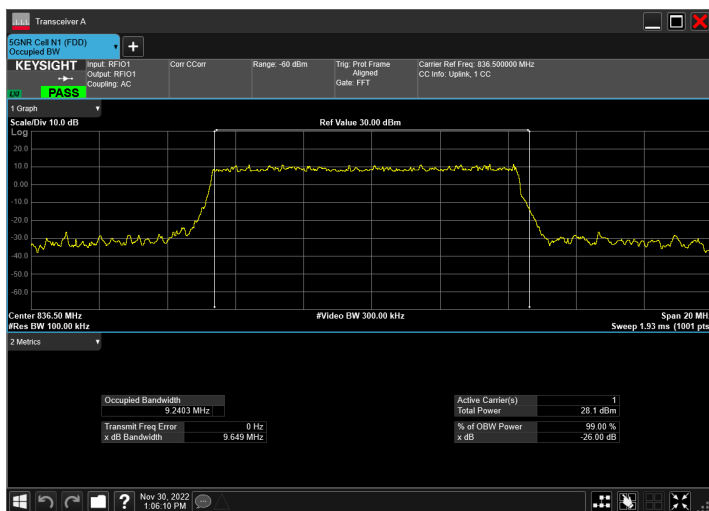 Transceiver A
5GNR Cell N1 (FDD)
Occupied BW
KEYSIGHT
LXI
PASS
Input: RFIO1
Output: RFIO1
Coupling: AC
Corr CCorr
Range: -60 dBm
Trig: Prot Frame
Aligned
Gate: FFT
Carrier Ref Freq: 836.500000 MHz
CC Info: Uplink, 1 CC
1 Graph
Scale/Div 10.0 dB
Ref Value 30.00 dBm
Log
20.0
10.0
0.00
-10.0
-20.0
-30.0
-40.0
-50.0
-60.0
Center 836.50 MHz
#Video BW 300.00 kHz
Span 20 MH
#Res BW 100.00 kHz
Sweep 1.93 ms (1001 pts
2 Metrics
Occupied Bandwidth
9.2403 MHz
Transmit Freq Error 0 Hz
x dB Bandwidth 9.649 MHz
Active Carrier(s) 1
Total Power 28.1 dBm
% of OBW Power 99.00 %
x dB -26.00 dB
?
Nov 30, 2022
1:06:10 PM